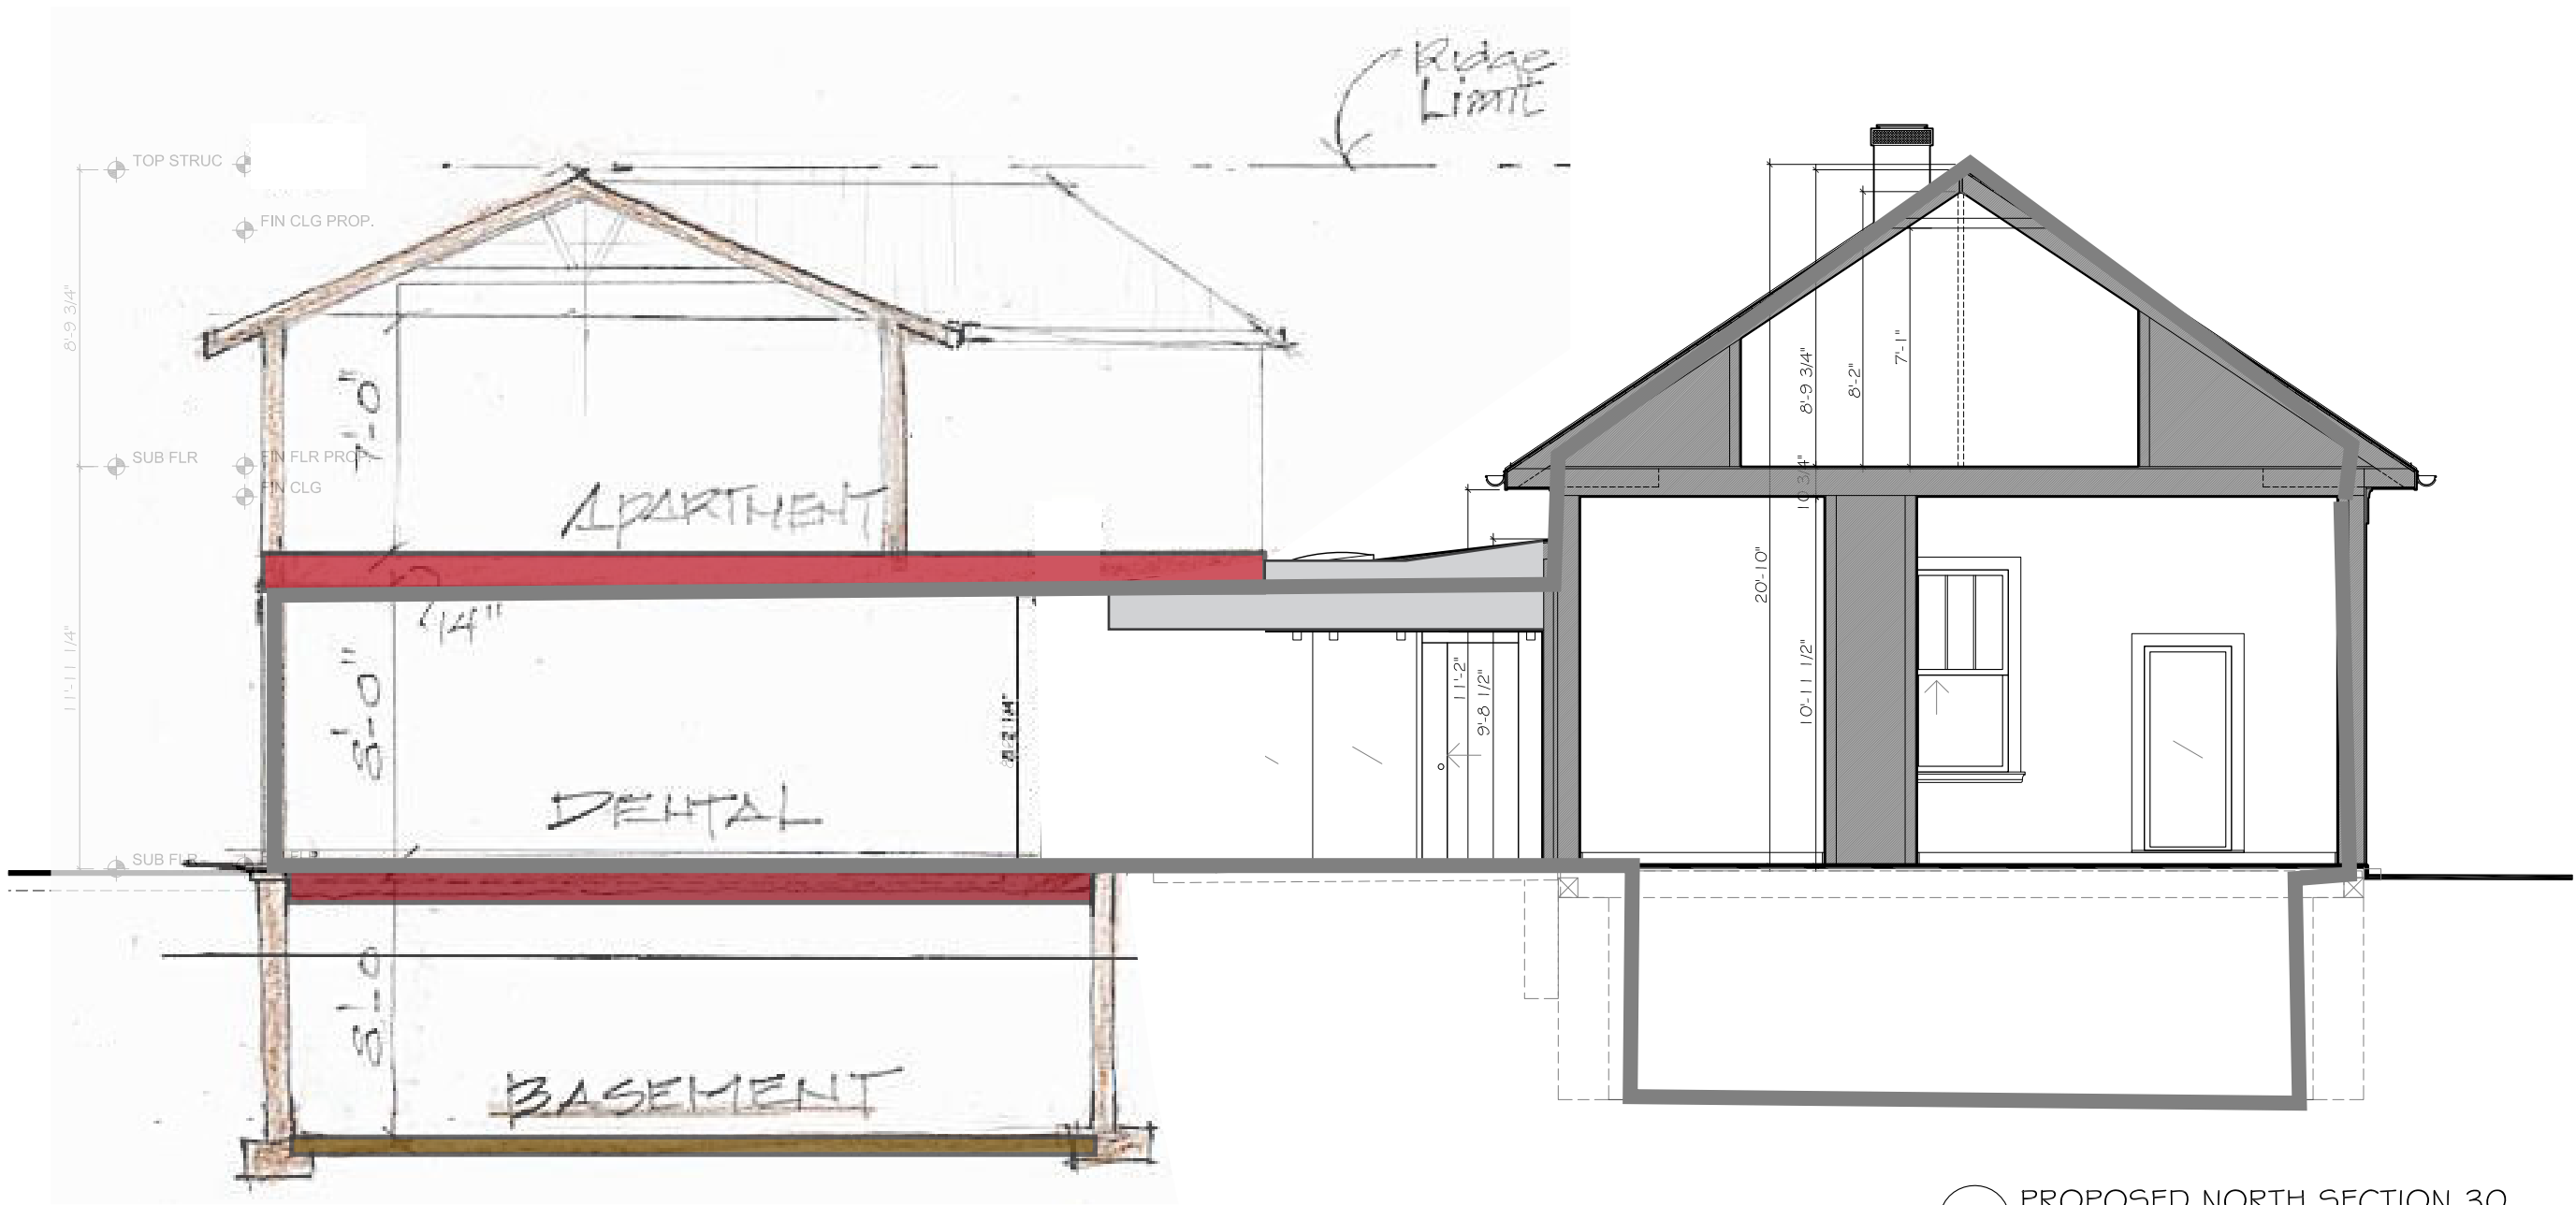 Ridge
Limit
TOP STRUC
FIN CLG PROP.
8'-9 3/4"
SUB FLR
FIN FLR PROP
FIN CLG
7'-0"
APARTMENT
14"
11'-11 1/4"
8'-0"
DENTAL
SUB FLR
8'-0
BASEMENT
8'-9 3/4"
8'-2"
7'-1"
10 3/4"
20'-10"
10'-11 1/2"
11'-2"
9'-8 1/2"
PROPOSED NORTH SECTION 30